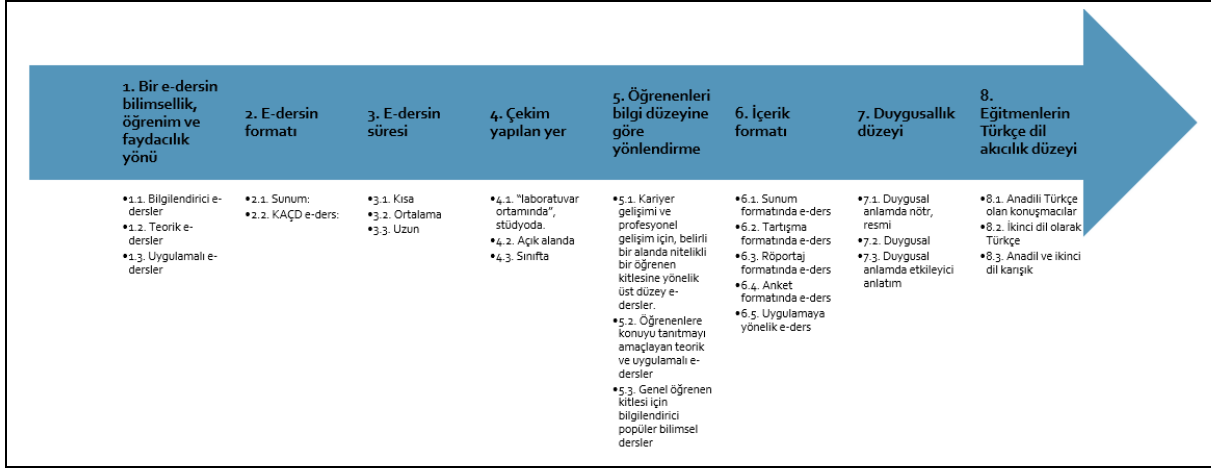 1. Bir e-dersin
bilimsellik,
öğrenim ve
faydacılık
yönü
2. E-dersin
formatı
3. E-dersin
süresi
4. Çekim
yapılan yer
5. Öğrenenleri
bilgi düzeyine
göre
yönlendirme
6. İçerik
formatı
7. Duygusallık
düzeyi
8.
Eğitmenlerin
Türkçe dil
akıcılık düzeyi
•1.1. Bilgilendirici e-
dersler
•1.2. Teorik e-
dersler
•1.3. Uygulamalı e-
dersler
•2.1. Sunum:
•2.2. KAÇD e-ders:
•3.1. Kısa
•3.2. Ortalama
•3.3. Uzun
•4.1. "laboratuvar
ortamında",
stüdyoda.
•4.2. Açık alanda
•4.3. Sınıfta
•5.1. Kariyer
gelişimi ve
profesyonel
gelişim için, belirli
bir alanda nitelikli
bir öğrenen
kitlesine yönelik
üst düzey e-
dersler.
•5.2. Öğrenenlere
konuyu tanıtmayı
amaçlayan teorik
ve uygulamalı e-
dersler
•5.3. Genel öğrenen
kitlesi için
bilgilendirici
popüler bilimsel
dersler
•6.1. Sunum
formatında e-ders
•6.2. Tartışma
formatında e-ders
•6.3. Röportaj
formatında e-ders
•6.4. Anket
formatında e-ders
•6.5. Uygulamaya
yönelik e-ders
•7.1. Duygusal
anlamda nötr,
resmi
•7.2. Duygusal
•7.3. Duygusal
anlamda etkileyici
anlatım
•8.1. Anadili Türkçe
olan konuşmacılar
•8.2. İkinci dil olarak
Türkçe
•8.3. Anadil ve ikinci
dil karışık